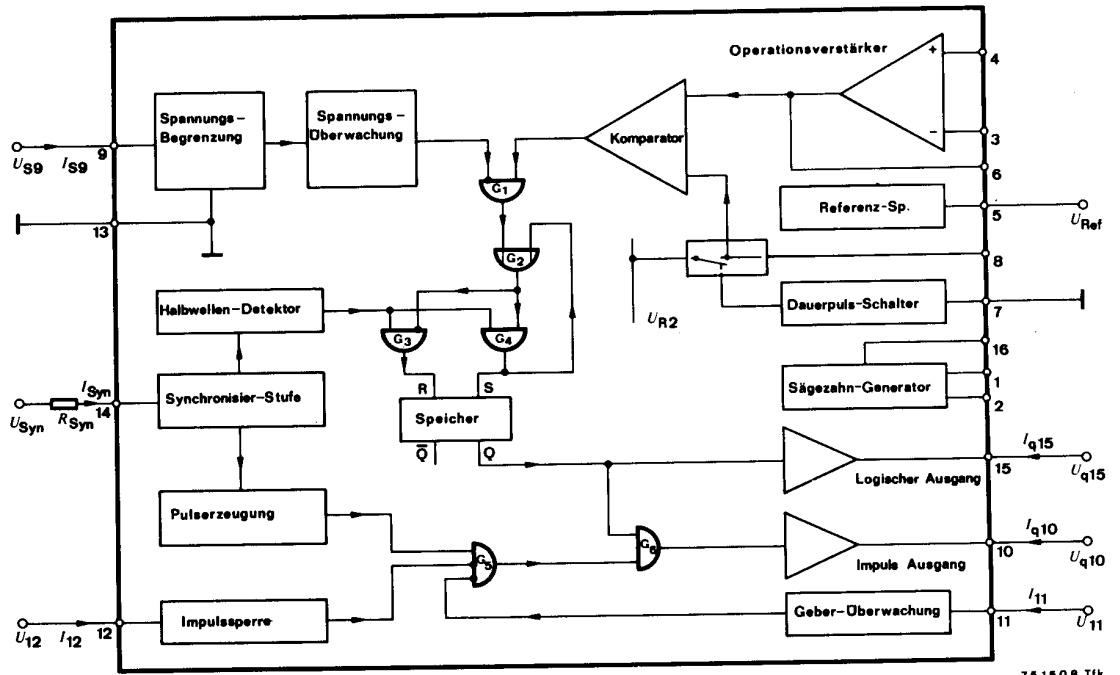 Operationsverstärker
+
4
Spannungs-
Begrenzung
Spannungs-
Überwachung
Komparator
−
3
U_S9
I_S9
9
G1
6
Referenz-Sp.
5
U_Ref
13
G2
8
U_R2
Dauerpuls-Schalter
7
Halbwellen-Detektor
G3
G4
16
Sägezahn-Generator
1
2
I_Syn
U_Syn
R_Syn
14
Synchronisier-Stufe
R
S
Speicher
Q̅
Q
I_q15
15
U_q15
Logischer Ausgang
Pulserzeugung
G5
G6
I_q10
10
U_q10
Impuls Ausgang
U_12
I_12
12
Impulssperre
Geber-Überwachung
I_11
11
U_11
75 1508 Tfk